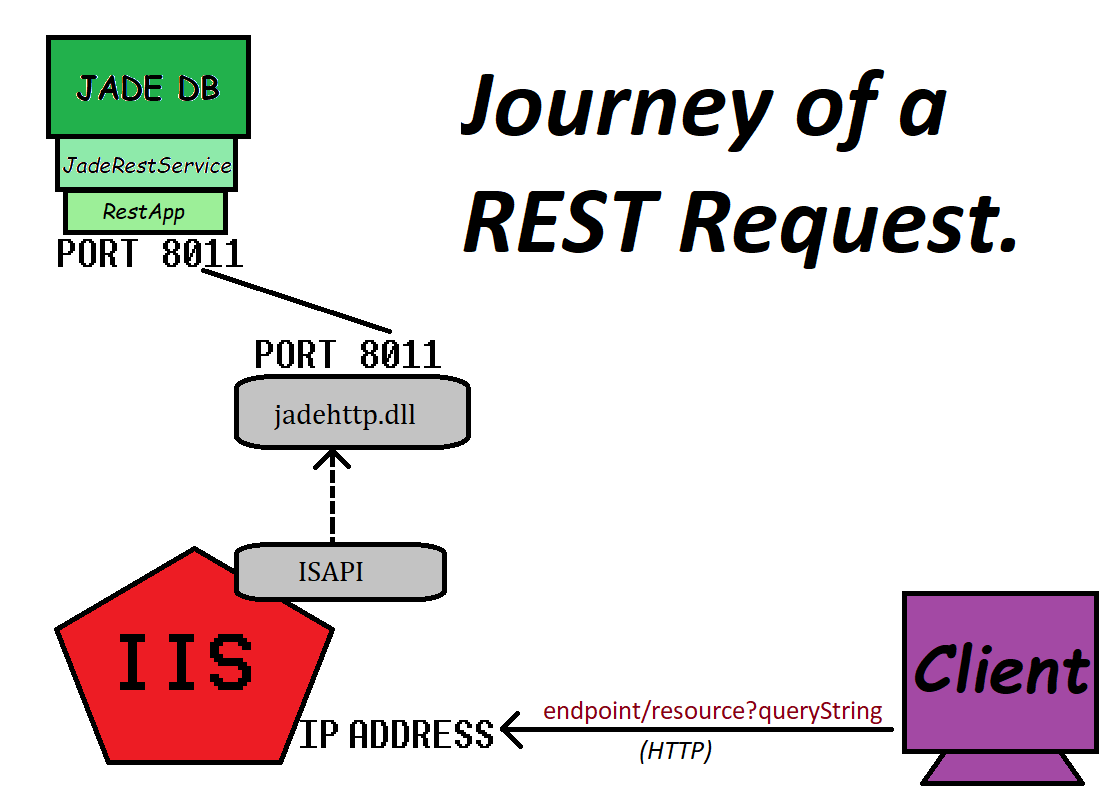 Journey of a
REST Request.
JADE DB
JadeRestService
RestApp
PORT 8011
PORT 8011
jadehttp.dll
ISAPI
IIS
IP ADDRESS
endpoint/resource?queryString
(HTTP)
Client